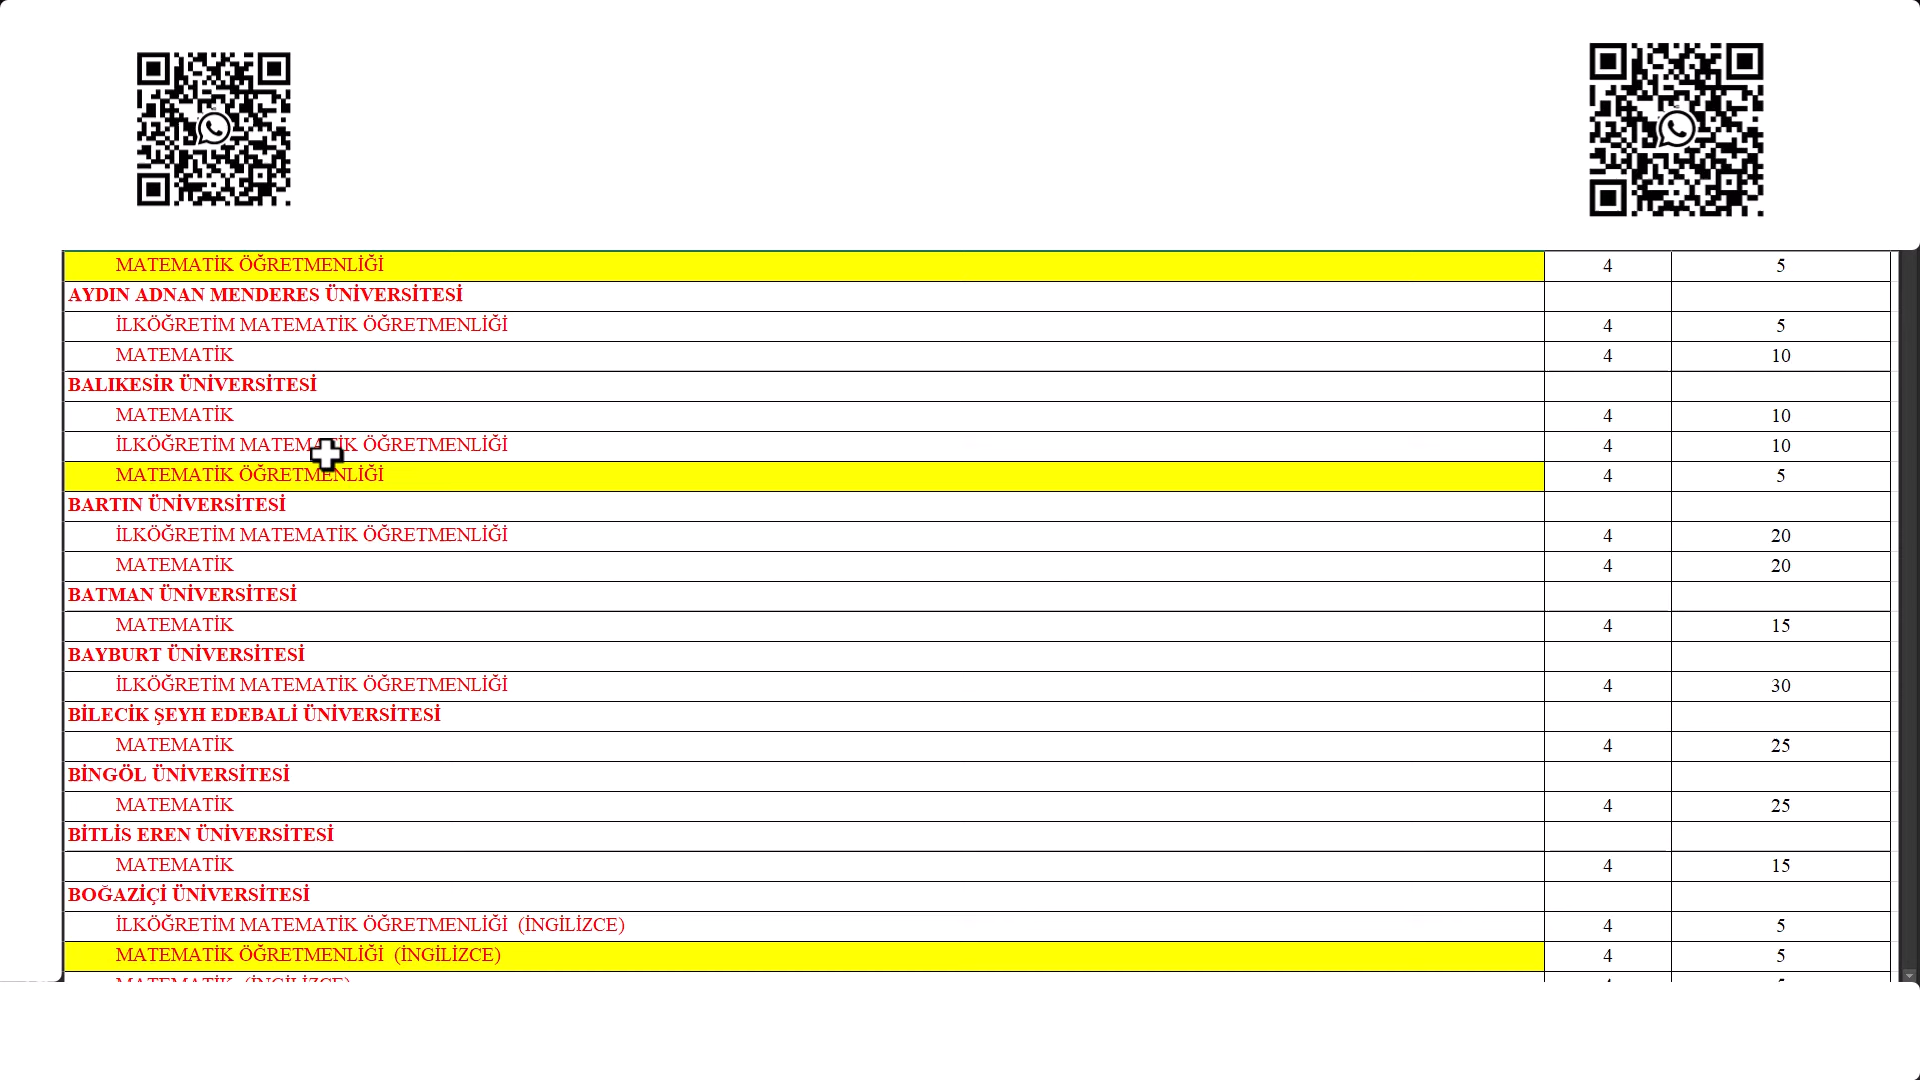 MATEMATİK ÖĞRETMENLİĞİ 4 5
AYDIN ADNAN MENDERES ÜNİVERSİTESİ
İLKÖĞRETİM MATEMATİK ÖĞRETMENLİĞİ 4 5
MATEMATİK 4 10
BALIKESİR ÜNİVERSİTESİ
MATEMATİK 4 10
İLKÖĞRETİM MATEMATİK ÖĞRETMENLİĞİ 4 10
MATEMATİK ÖĞRETMENLİĞİ 4 5
BARTIN ÜNİVERSİTESİ
İLKÖĞRETİM MATEMATİK ÖĞRETMENLİĞİ 4 20
MATEMATİK 4 20
BATMAN ÜNİVERSİTESİ
MATEMATİK 4 15
BAYBURT ÜNİVERSİTESİ
İLKÖĞRETİM MATEMATİK ÖĞRETMENLİĞİ 4 30
BİLECİK ŞEYH EDEBALİ ÜNİVERSİTESİ
MATEMATİK 4 25
BİNGÖL ÜNİVERSİTESİ
MATEMATİK 4 25
BİTLİS EREN ÜNİVERSİTESİ
MATEMATİK 4 15
BOĞAZİÇİ ÜNİVERSİTESİ
İLKÖĞRETİM MATEMATİK ÖĞRETMENLİĞİ (İNGİLİZCE) 4 5
MATEMATİK ÖĞRETMENLİĞİ (İNGİLİZCE) 4 5
MATEMATİK (İNGİLİZCE)